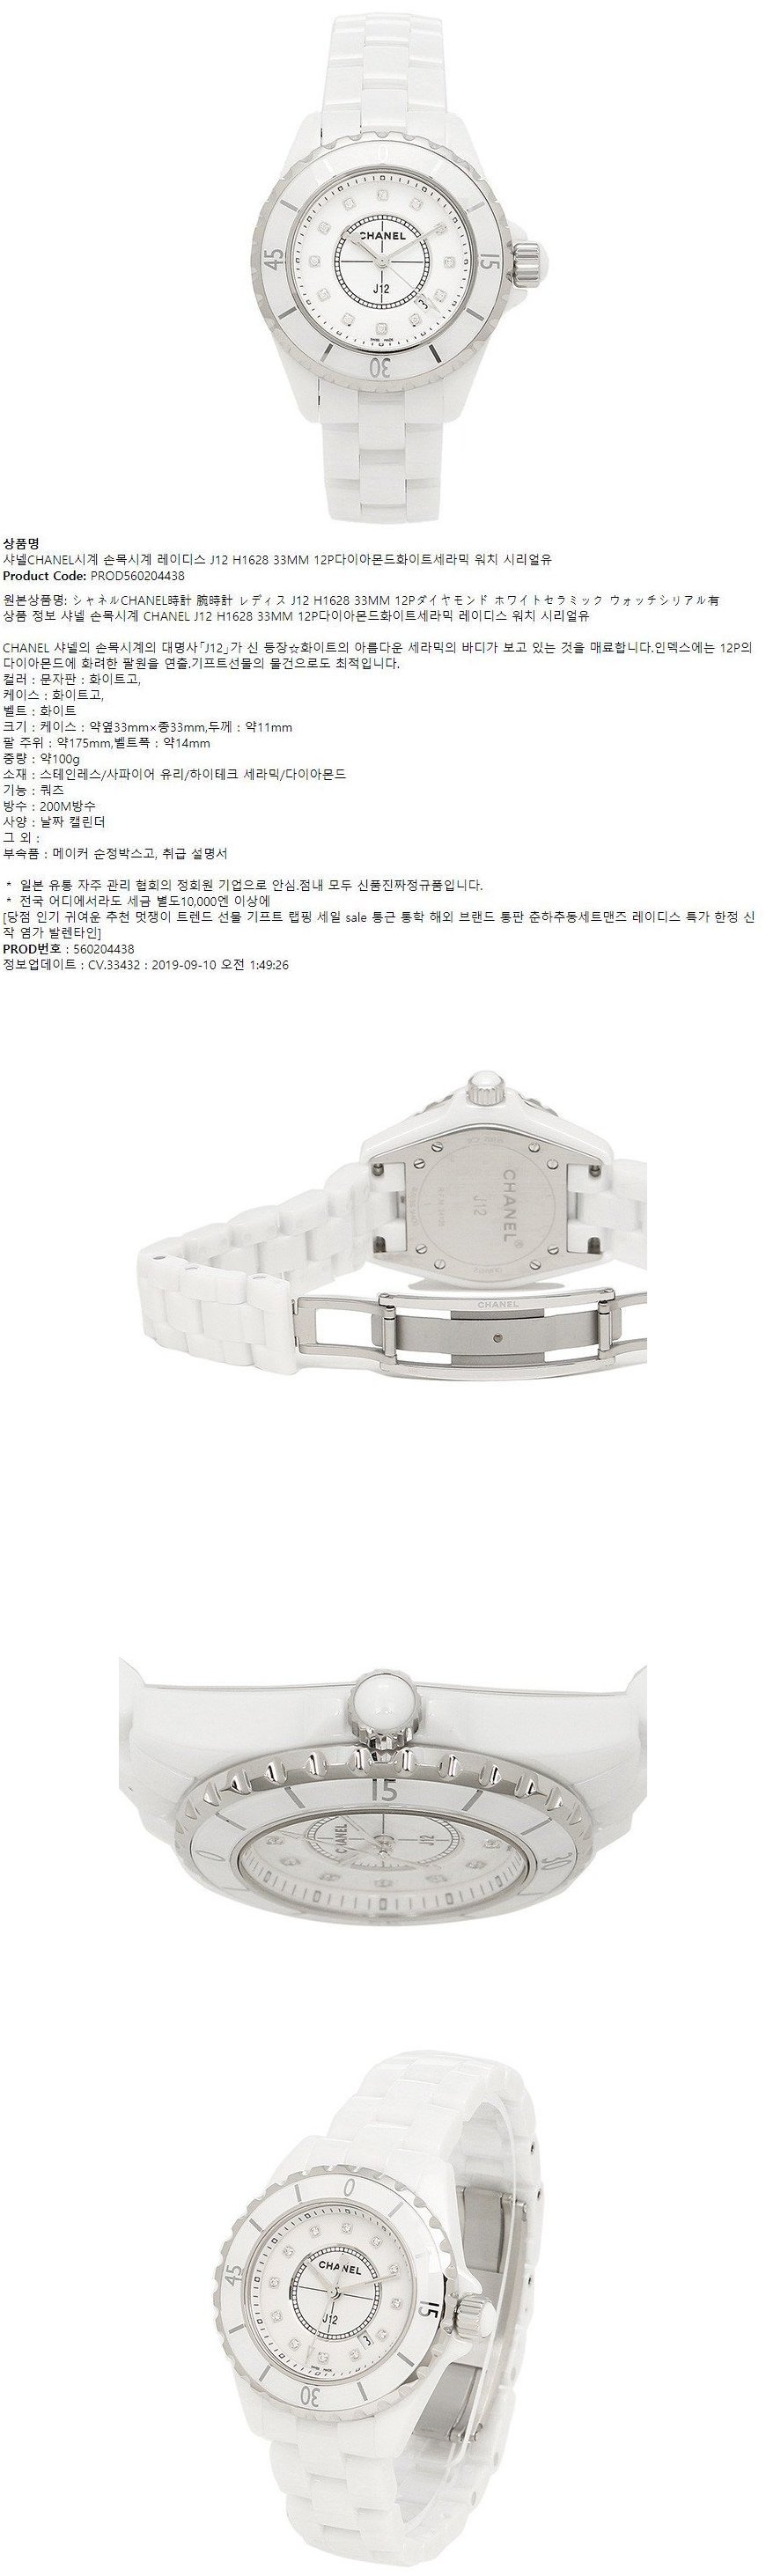 CHANEL
J12
3
SWISS MADE
15
30
45
상품명
샤넬CHANEL시계 손목시계 레이디스 J12 H1628 33MM 12P다이아몬드화이트세라믹 워치 시리얼유
Product Code: PROD560204438
원본상품명: シャネルCHANEL時計 腕時計 レディス J12 H1628 33MM 12Pダイヤモンド ホワイトセラミック ウォッチシリアル有
상품 정보 샤넬 손목시계 CHANEL J12 H1628 33MM 12P다이아몬드화이트세라믹 레이디스 워치 시리얼유
CHANEL 샤넬의 손목시계의 대명사｢J12｣가 신 등장☆화이트의 아름다운 세라믹의 바디가 보고 있는 것을 매료합니다.인덱스에는 12P의
다이아몬드에 화려한 팔원을 연출.기프트선물의 물건으로도 최적입니다.
컬러 : 문자판 : 화이트고,
케이스 : 화이트고,
벨트 : 화이트
크기 : 케이스 : 약옆33mm×종33mm,두께 : 약11mm
팔 주위 : 약175mm,벨트폭 : 약14mm
중량 : 약100g
소재 : 스테인레스/사파이어 유리/하이테크 세라믹/다이아몬드
기능 : 쿼츠
방수 : 200M방수
사양 : 날짜 캘린더
그 외 :
부속품 : 메이커 순정박스고, 취급 설명서
* 일본 유통 자주 관리 협회의 정회원 기업으로 안심.점내 모두 신품진짜정규품입니다.
* 전국 어디에서라도 세금 별도10,000엔 이상에
[당점 인기 귀여운 추천 멋쟁이 트렌드 선물 기프트 랩핑 세일 sale 통근 통학 해외 브랜드 통판 춘하추동세트맨즈 레이디스 특가 한정 신
작 염가 발렌타인]
PROD번호 : 560204438
정보업데이트 : CV.33432 : 2019-09-10 오전 1:49:26
CHANEL®
J12
CHANEL
15
0
30
CHANEL
J12
0
45
15
30
CHANEL
J12
3